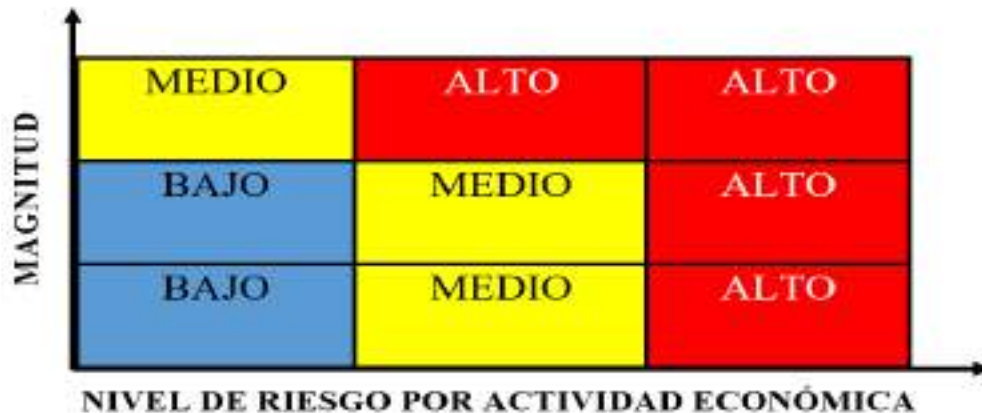 MAGNITUD
MEDIO ALTO ALTO
BAJO MEDIO ALTO
BAJO MEDIO ALTO
NIVEL DE RIESGO POR ACTIVIDAD ECONÓMICA